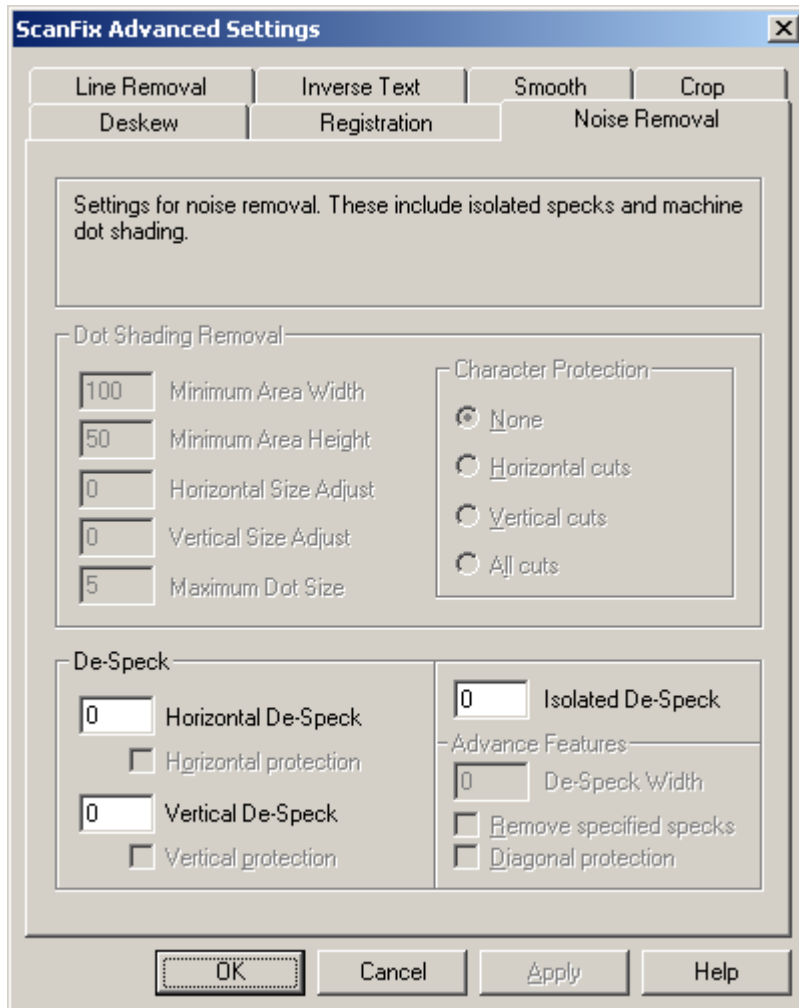 ScanFix Advanced Settings
Line Removal
Inverse Text
Smooth
Crop
Deskew
Registration
Noise Removal
Settings for noise removal. These include isolated specks and machine
dot shading.
Dot Shading Removal
100 Minimum Area Width
50 Minimum Area Height
0 Horizontal Size Adjust
0 Vertical Size Adjust
5 Maximum Dot Size
Character Protection
None
Horizontal cuts
Vertical cuts
All cuts
De-Speck
0 Horizontal De-Speck
Horizontal protection
0 Vertical De-Speck
Vertical protection
0 Isolated De-Speck
Advance Features
0 De-Speck Width
Remove specified specks
Diagonal protection
OK
Cancel
Apply
Help